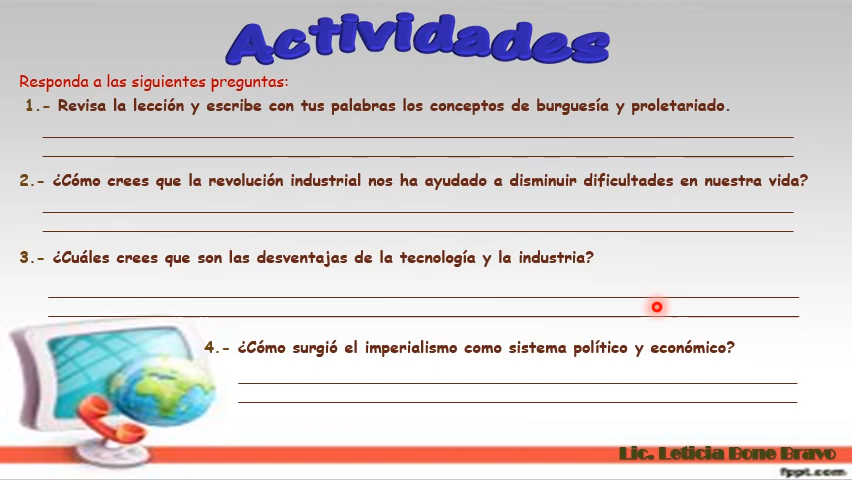 Actividades
Responda a las siguientes preguntas:
1.- Revisa la lección y escribe con tus palabras los conceptos de burguesía y proletariado.
2.- ¿Cómo crees que la revolución industrial nos ha ayudado a disminuir dificultades en nuestra vida?
3.- ¿Cuáles crees que son las desventajas de la tecnología y la industria?
4.- ¿Cómo surgió el imperialismo como sistema político y económico?
Lic. Leticia Bone Bravo
fppt.com